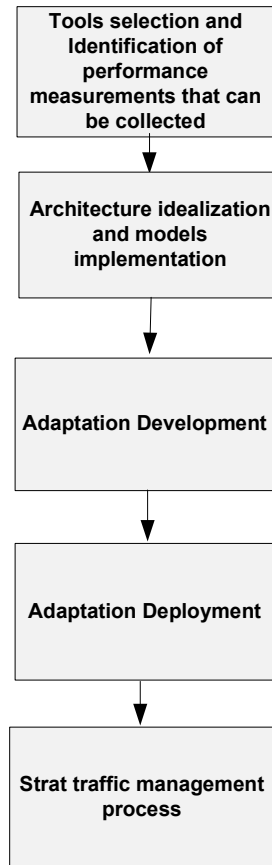 Tools selection and
Identification of
performance
measurements that can
be collected
Architecture idealization
and models
implementation
Adaptation Development
Adaptation Deployment
Strat traffic management
process